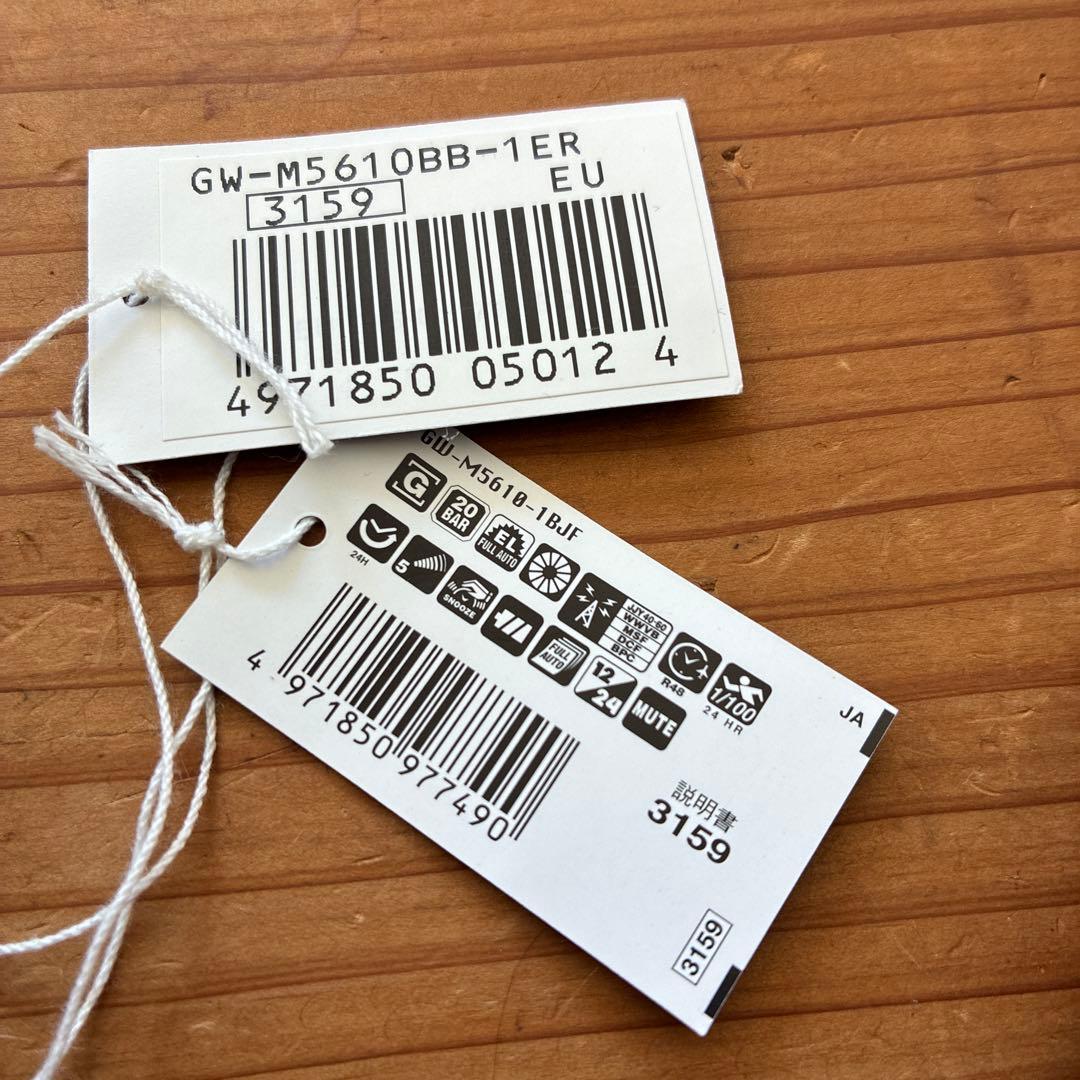 GW-M5610BB-1ER
EU
3159
4971850 05012 4
GW-M5610-1BJF
G
20
BAR
EL
FULL AUTO
JJY40-60
WWVB
MSF
DCF
BPC
R48
1/100
24 HR
24H
5
SNOOZE
FULL
AUTO
12/24
MUTE
JA
4 971850 977490
説明書
3159
3159